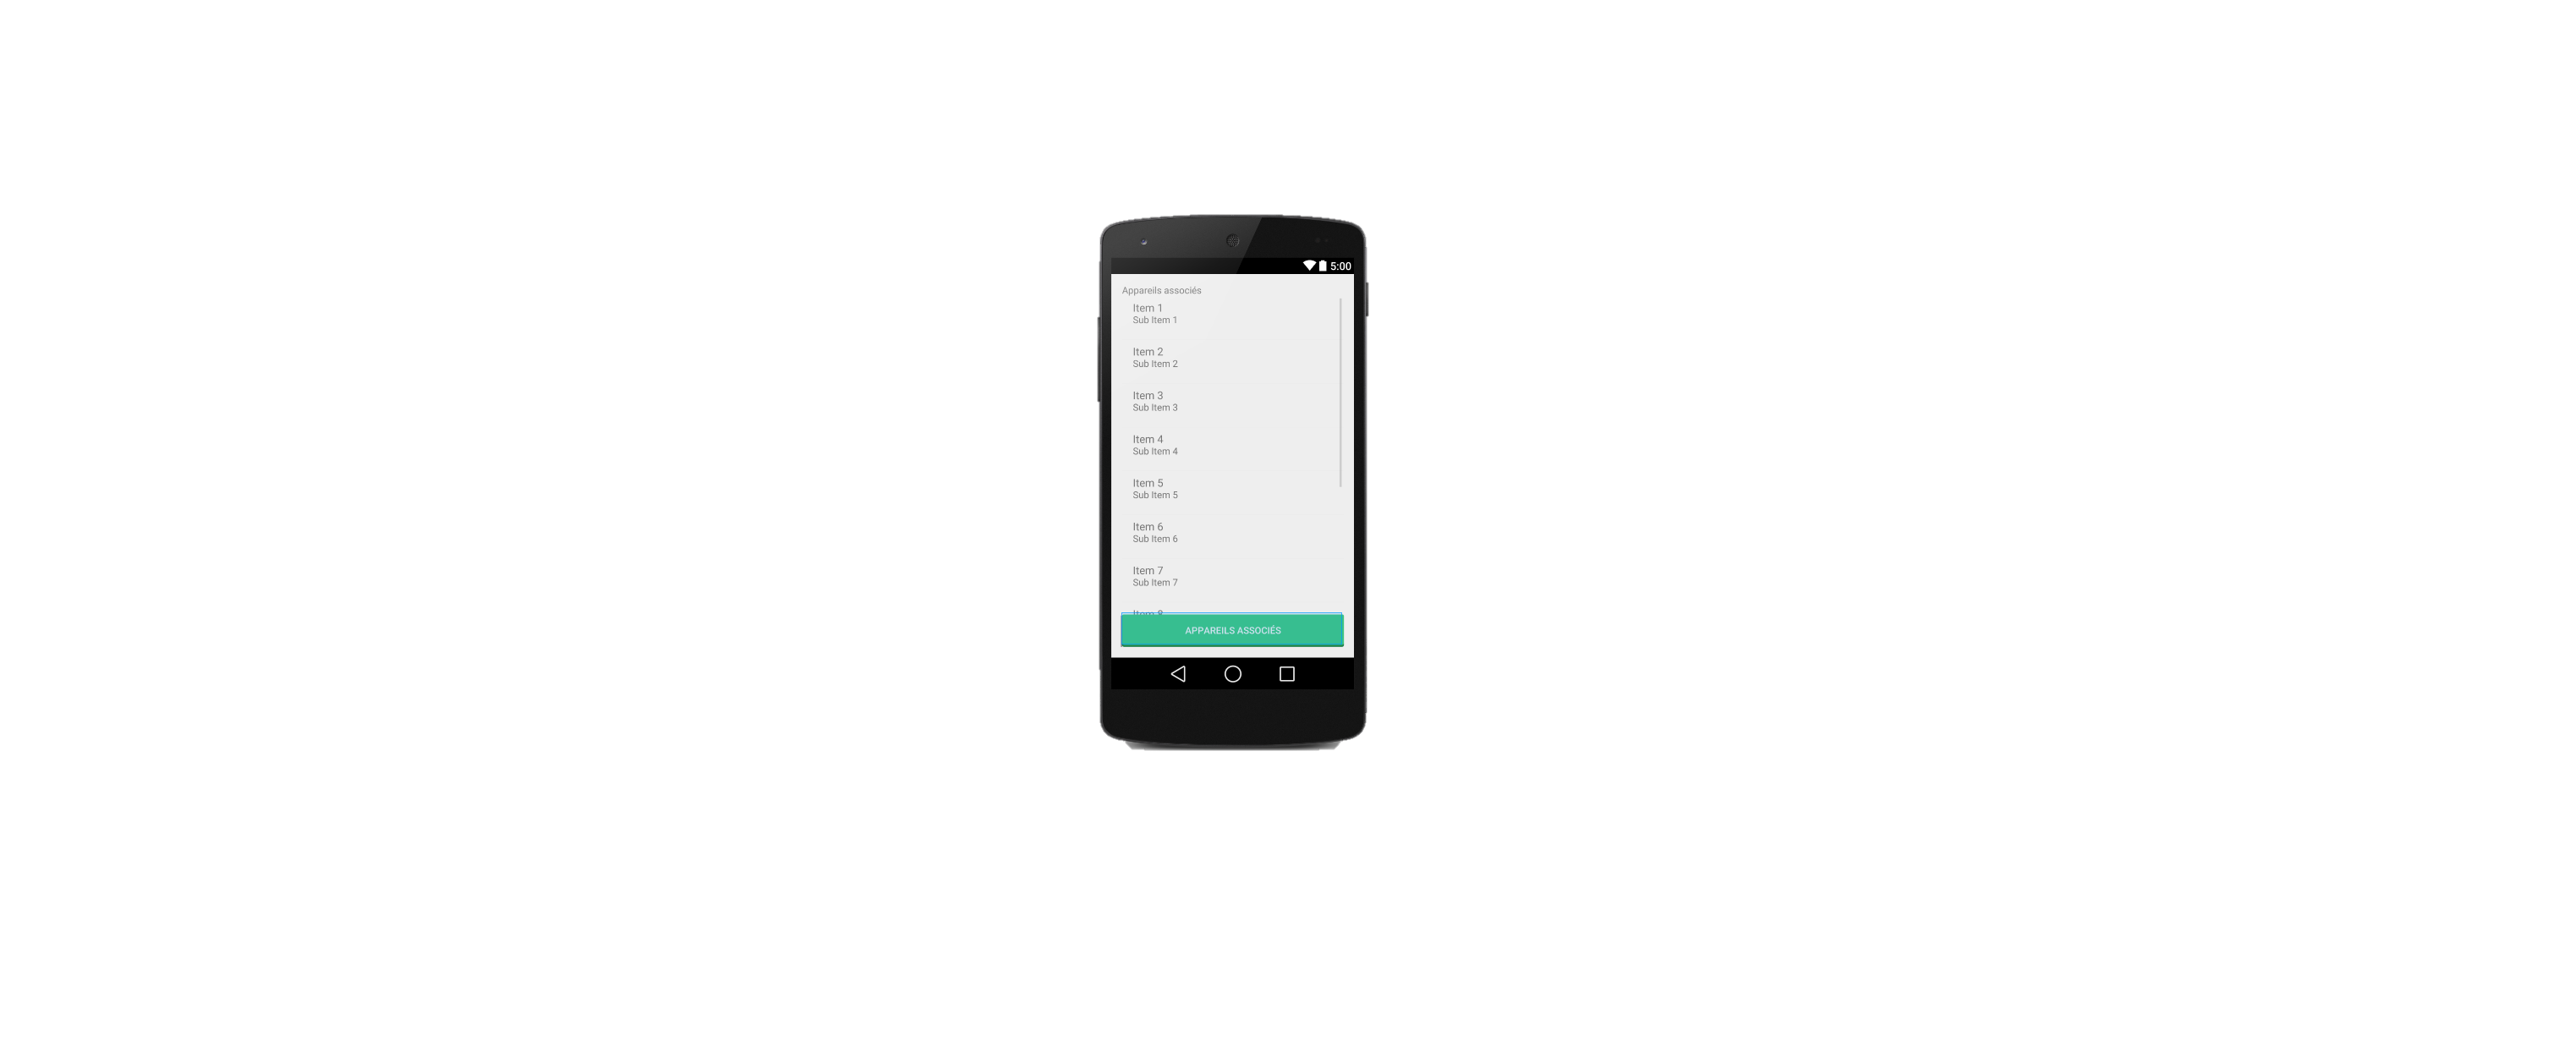 5:00
Appareils associés
Item 1
Sub Item 1
Item 2
Sub Item 2
Item 3
Sub Item 3
Item 4
Sub Item 4
Item 5
Sub Item 5
Item 6
Sub Item 6
Item 7
Sub Item 7
Item 8
APPAREILS ASSOCIÉS